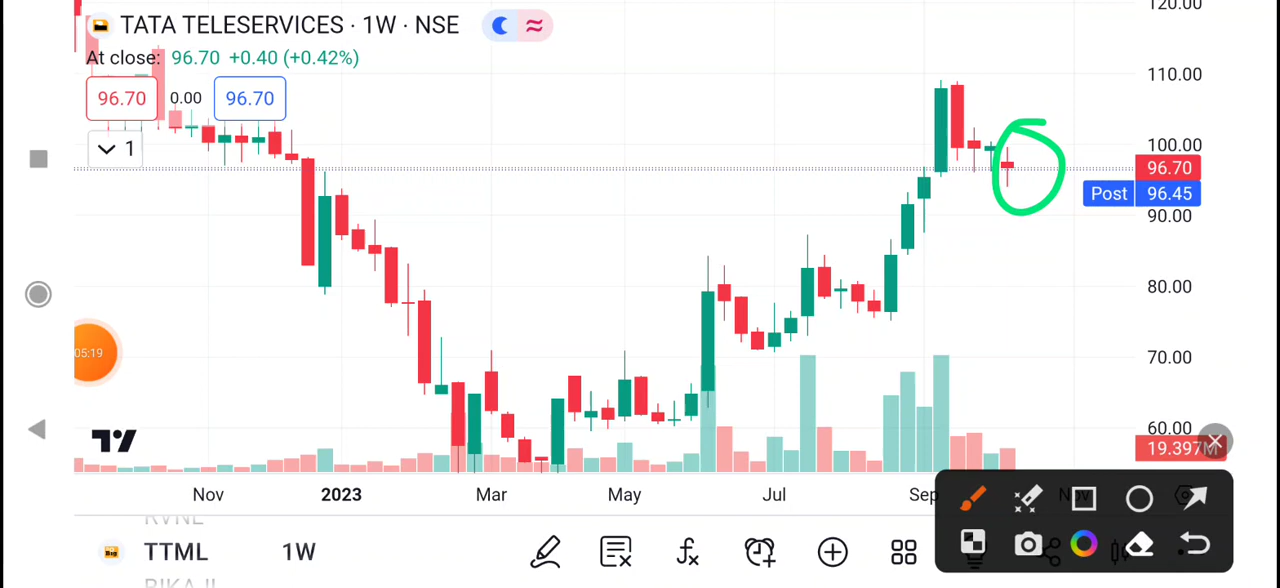 120.00
TATA TELESERVICES · 1W · NSE
At close: 96.70 +0.40 (+0.42%)
110.00
96.70 0.00 96.70
1
100.00
96.70
Post 96.45
90.00
80.00
05:19
70.00
60.00
19.397M
Nov 2023 Mar May Jul Sep Nov
RVNL
TTML 1W